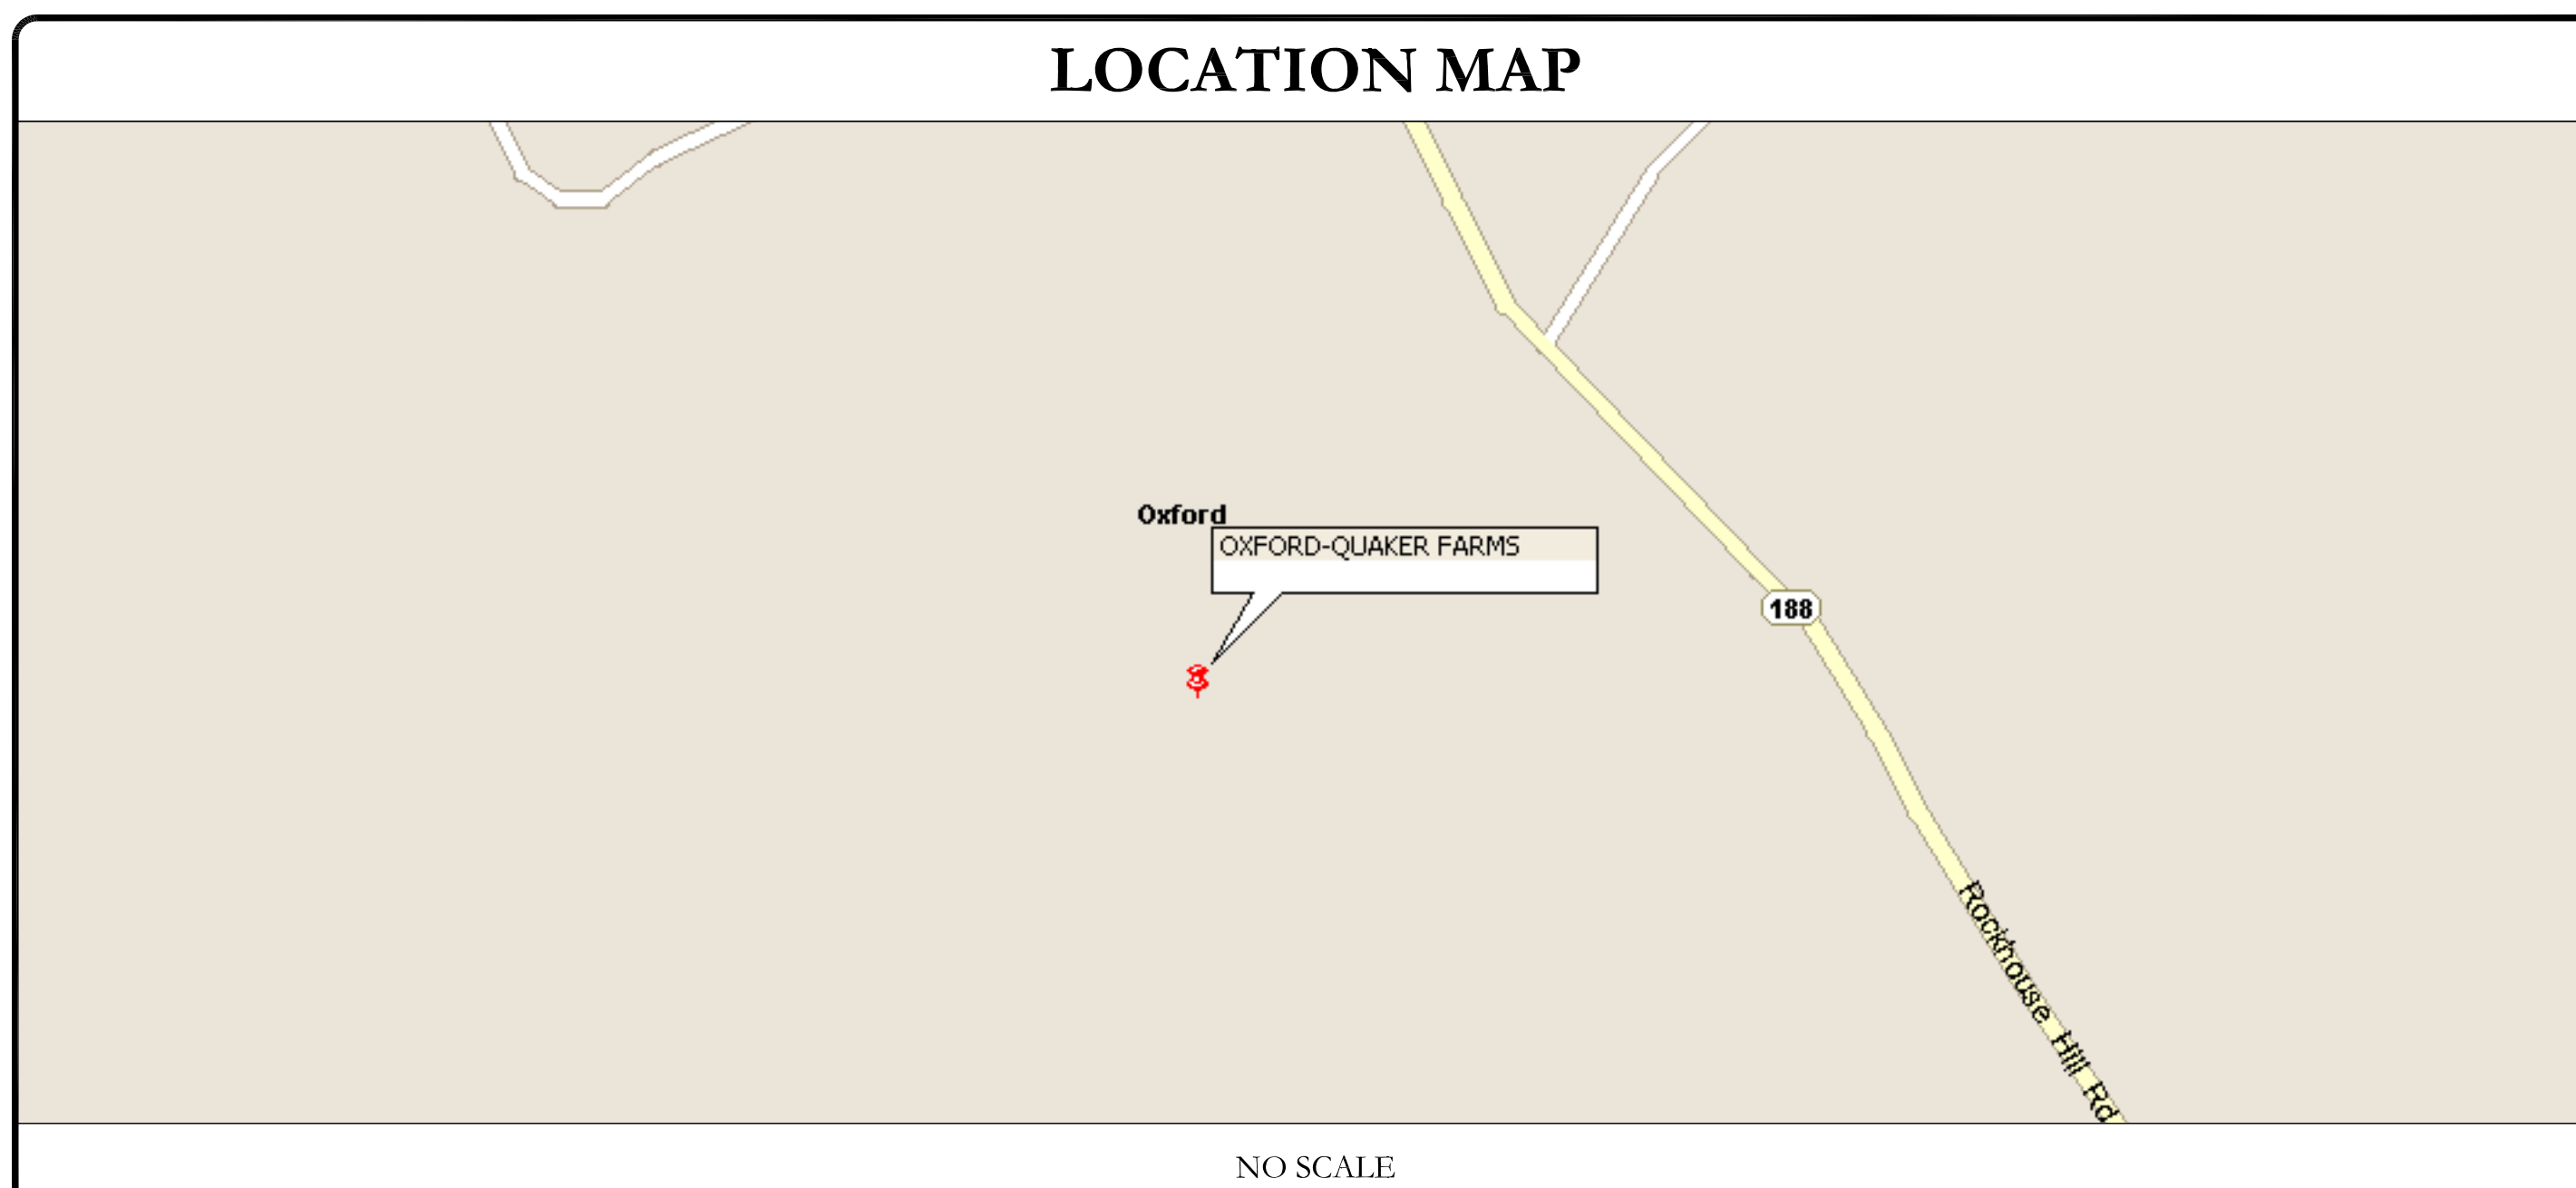 LOCATION MAP
Oxford
OXFORD-QUAKER FARMS
188
Rockhouse Hill Rd
NO SCALE